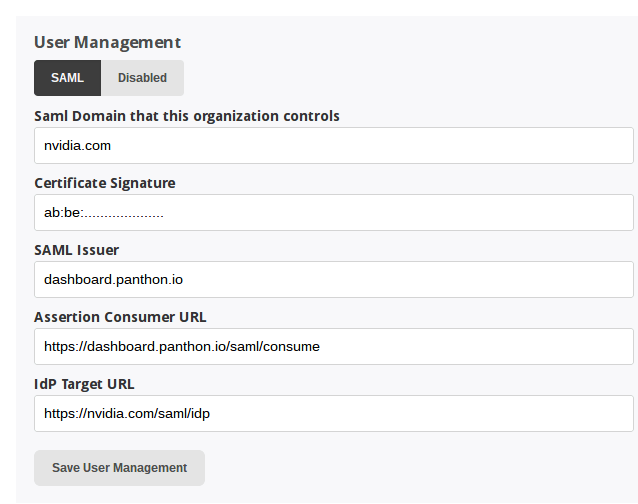 User Management
SAML Disabled
Saml Domain that this organization controls
nvidia.com
Certificate Signature
ab:be:.....................
SAML Issuer
dashboard.panthon.io
Assertion Consumer URL
https://dashboard.panthon.io/saml/consume
IdP Target URL
https://nvidia.com/saml/idp
Save User Management